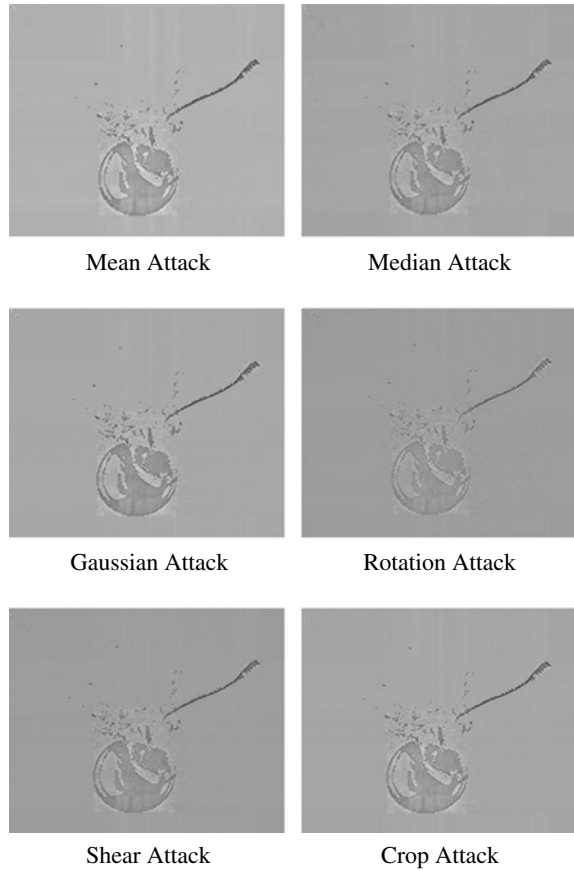 Mean Attack
Median Attack
Gaussian Attack
Rotation Attack
Shear Attack
Crop Attack